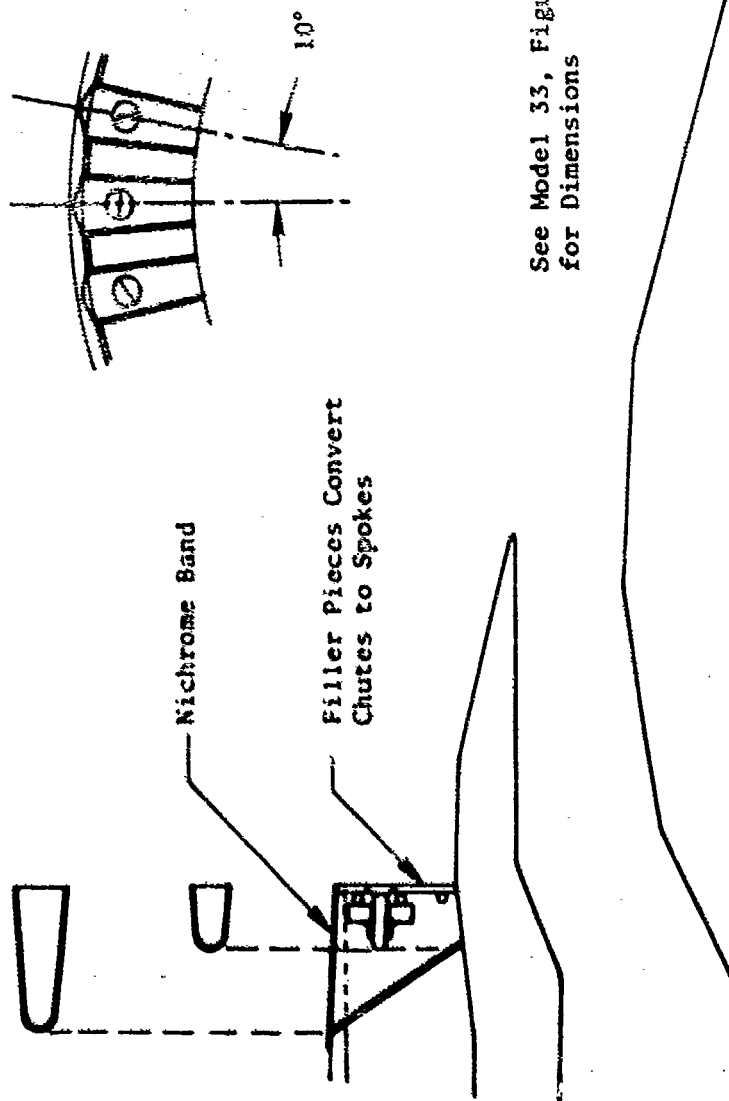 Nichrome Band
Filler Pieces Convert
Chutes to Spokes
10°
See Model 33,
for Dimensions